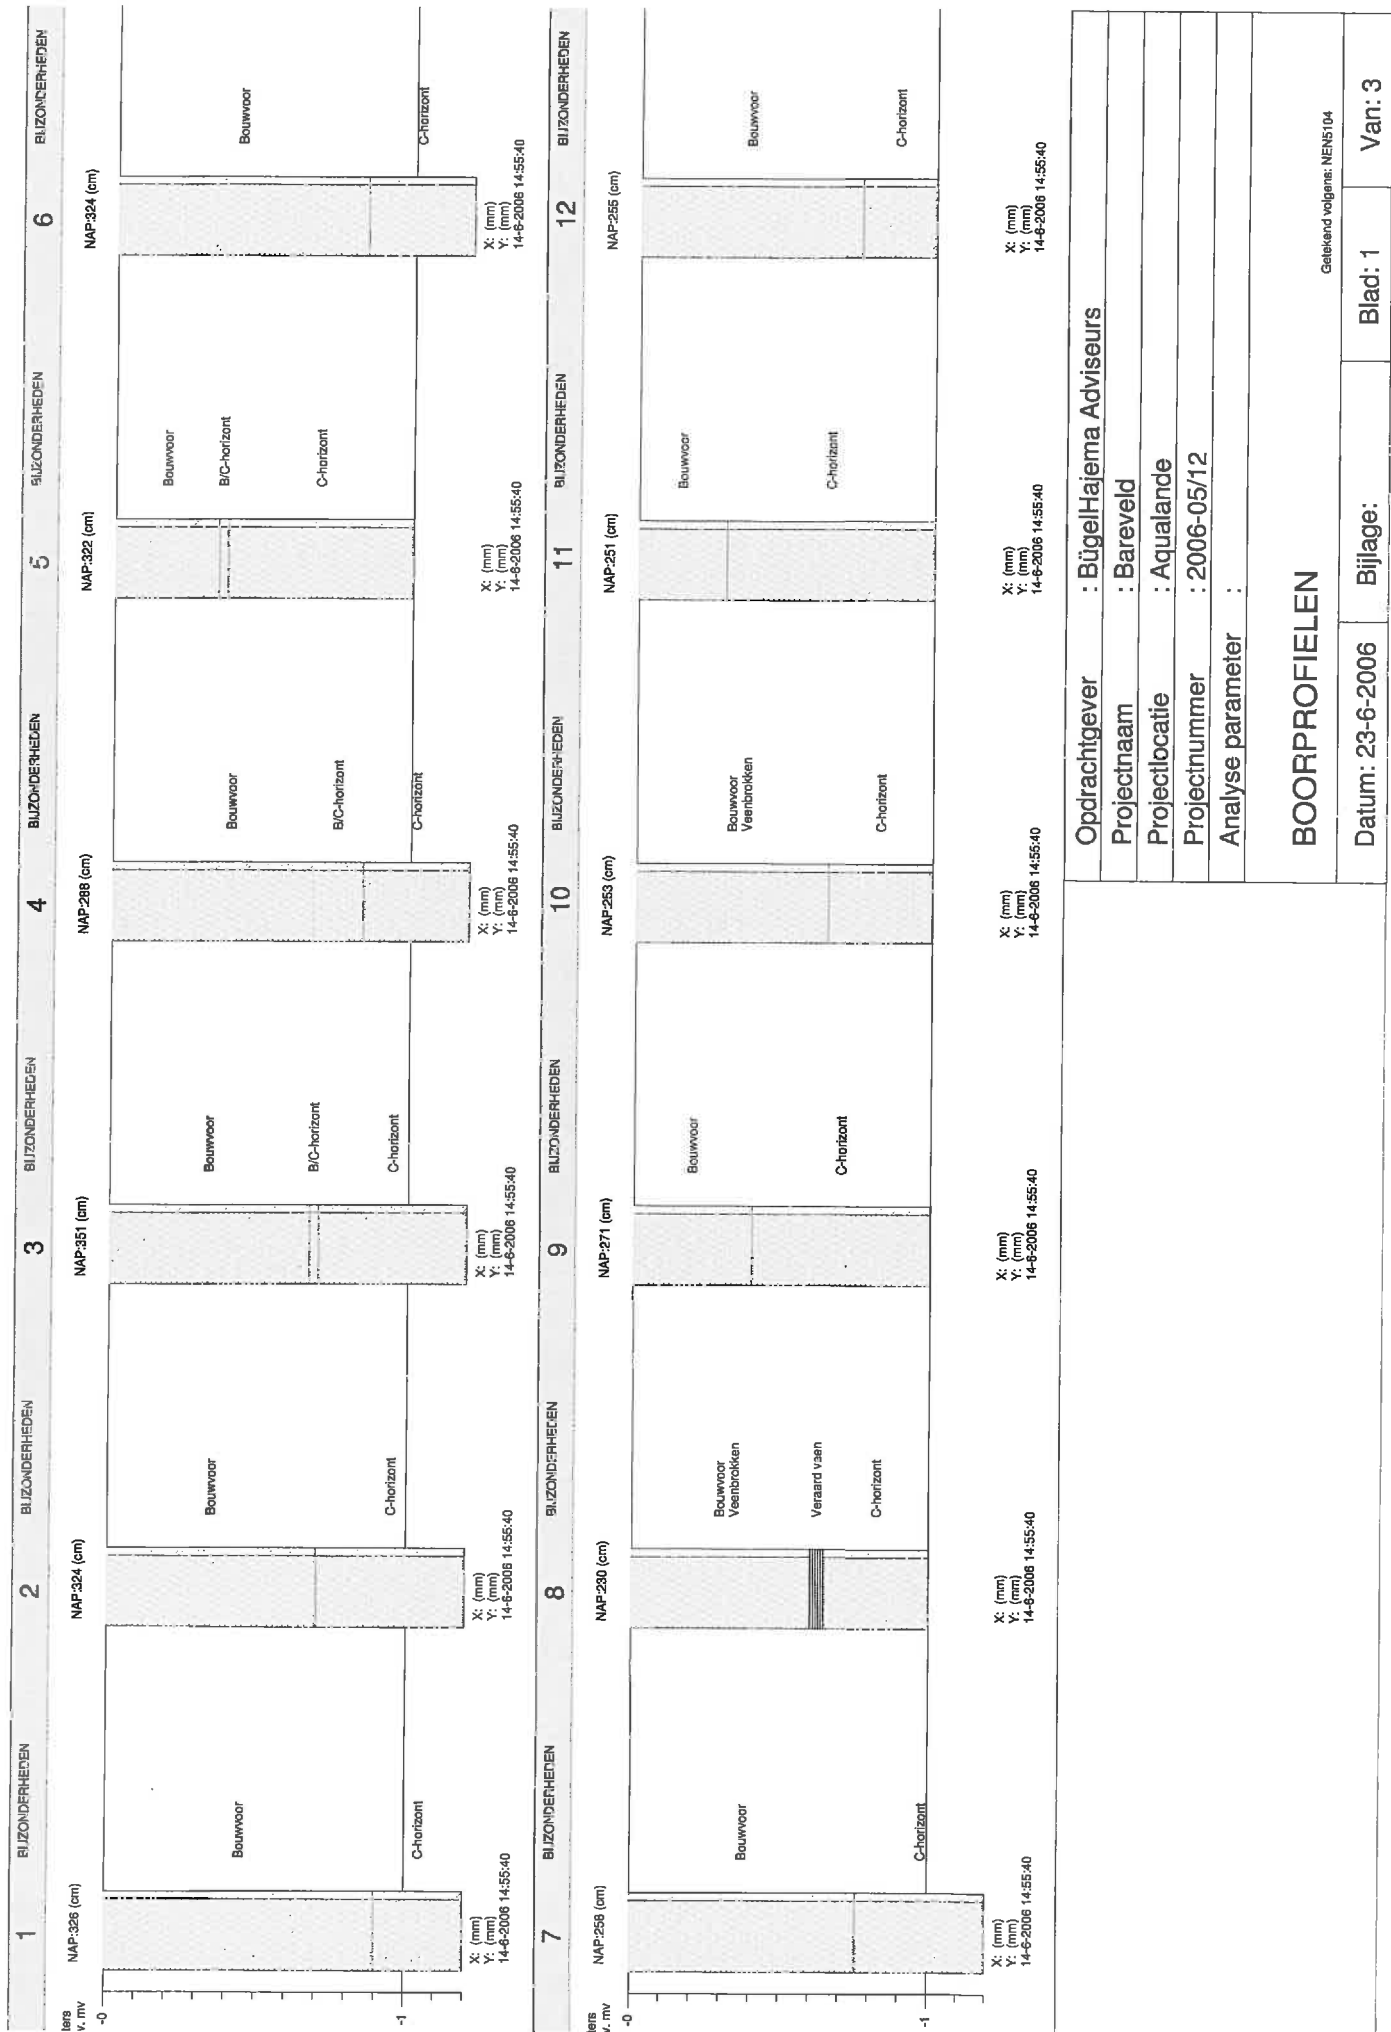 1 BIJZONDERHEDEN 2 BIJZONDERHEDEN 3 BIJZONDERHEDEN 4 BIJZONDERHEDEN 5 BIJZONDERHEDEN 6 BIJZONDERHEDEN
NAP:326 (cm) NAP:324 (cm) NAP:351 (cm) NAP:288 (cm) NAP:322 (cm) NAP:324 (cm)
ters
v. mv
-0
-1
Bouwvoor
C-horizont
X: (mm)
Y: (mm)
14-6-2006 14:55:40
Bouwvoor
C-horizont
X: (mm)
Y: (mm)
14-6-2006 14:55:40
Bouwvoor
B/C-horizont
C-horizont
X: (mm)
Y: (mm)
14-6-2006 14:55:40
Bouwvoor
B/C-horizont
C-horizont
X: (mm)
Y: (mm)
14-6-2006 14:55:40
Bouwvoor
B/C-horizont
C-horizont
X: (mm)
Y: (mm)
14-6-2006 14:55:40
Bouwvoor
C-horizont
X: (mm)
Y: (mm)
14-6-2006 14:55:40
7 BIJZONDERHEDEN 8 BIJZONDERHEDEN 9 BIJZONDERHEDEN 10 BIJZONDERHEDEN 11 BIJZONDERHEDEN 12 BIJZONDERHEDEN
NAP:256 (cm) NAP:230 (cm) NAP:271 (cm) NAP:253 (cm) NAP:251 (cm) NAP:255 (cm)
ters
v. mv
-0
-1
Bouwvoor
C-horizont
X: (mm)
Y: (mm)
14-6-2006 14:55:40
Bouwvoor
Veenbrokken
Veraard veen
C-horizont
X: (mm)
Y: (mm)
14-6-2006 14:55:40
Bouwvoor
C-horizont
X: (mm)
Y: (mm)
14-6-2006 14:55:40
Bouwvoor
Veenbrokken
C-horizont
X: (mm)
Y: (mm)
14-6-2006 14:55:40
Bouwvoor
C-horizont
X: (mm)
Y: (mm)
14-6-2006 14:55:40
Bouwvoor
C-horizont
X: (mm)
Y: (mm)
14-6-2006 14:55:40
Opdrachtgever : BügelHajema Adviseurs
Projectnaam : Bareveld
Projectlocatie : Aqualande
Projectnummer : 2006-05/12
Analyse parameter :
BOORPROFIELEN
Getekend volgens: NEN5104
Datum: 23-6-2006 Bijlage: Blad: 1 Van: 3